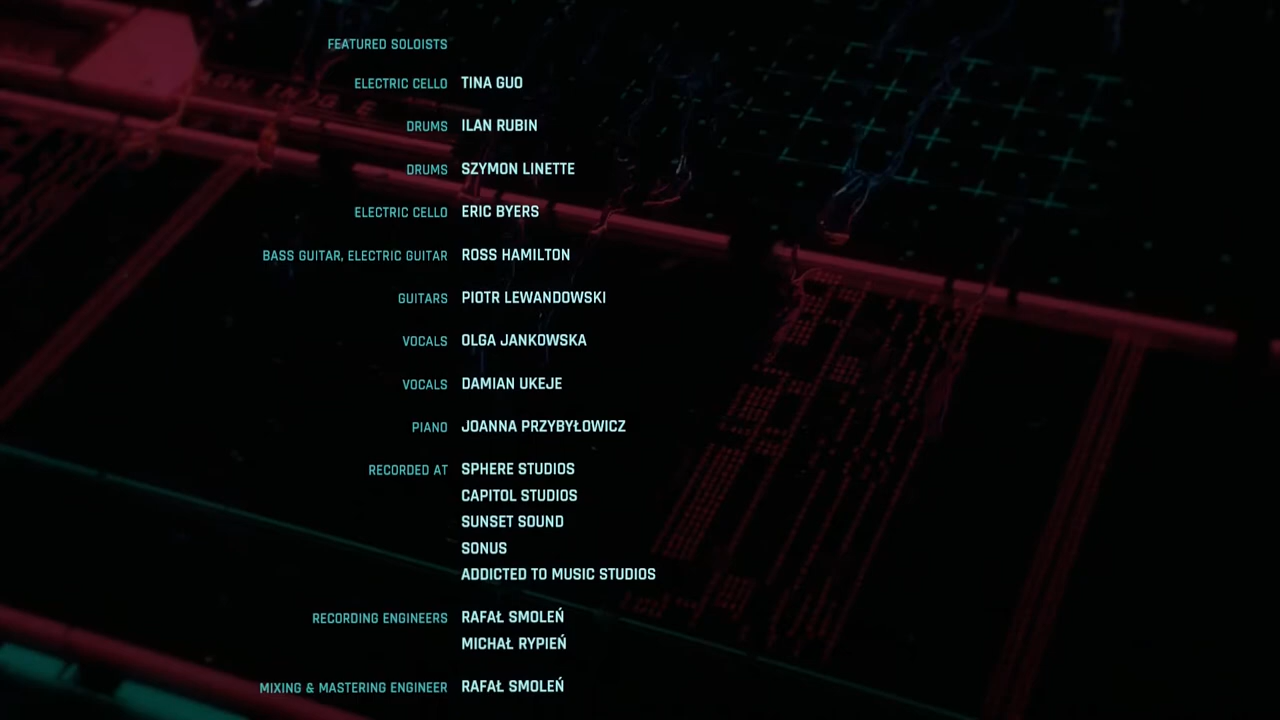 FEATURED SOLOISTS
ELECTRIC CELLO TINA GUO
DRUMS ILAN RUBIN
DRUMS SZYMON LINETTE
ELECTRIC CELLO ERIC BYERS
BASS GUITAR, ELECTRIC GUITAR ROSS HAMILTON
GUITARS PIOTR LEWANDOWSKI
VOCALS OLGA JANKOWSKA
VOCALS DAMIAN UKEJE
PIANO JOANNA PRZYBYŁOWICZ
RECORDED AT SPHERE STUDIOS
CAPITOL STUDIOS
SUNSET SOUND
SONUS
ADDICTED TO MUSIC STUDIOS
RECORDING ENGINEERS RAFAŁ SMOLEŃ
MICHAŁ RYPIEŃ
MIXING & MASTERING ENGINEER RAFAŁ SMOLEŃ